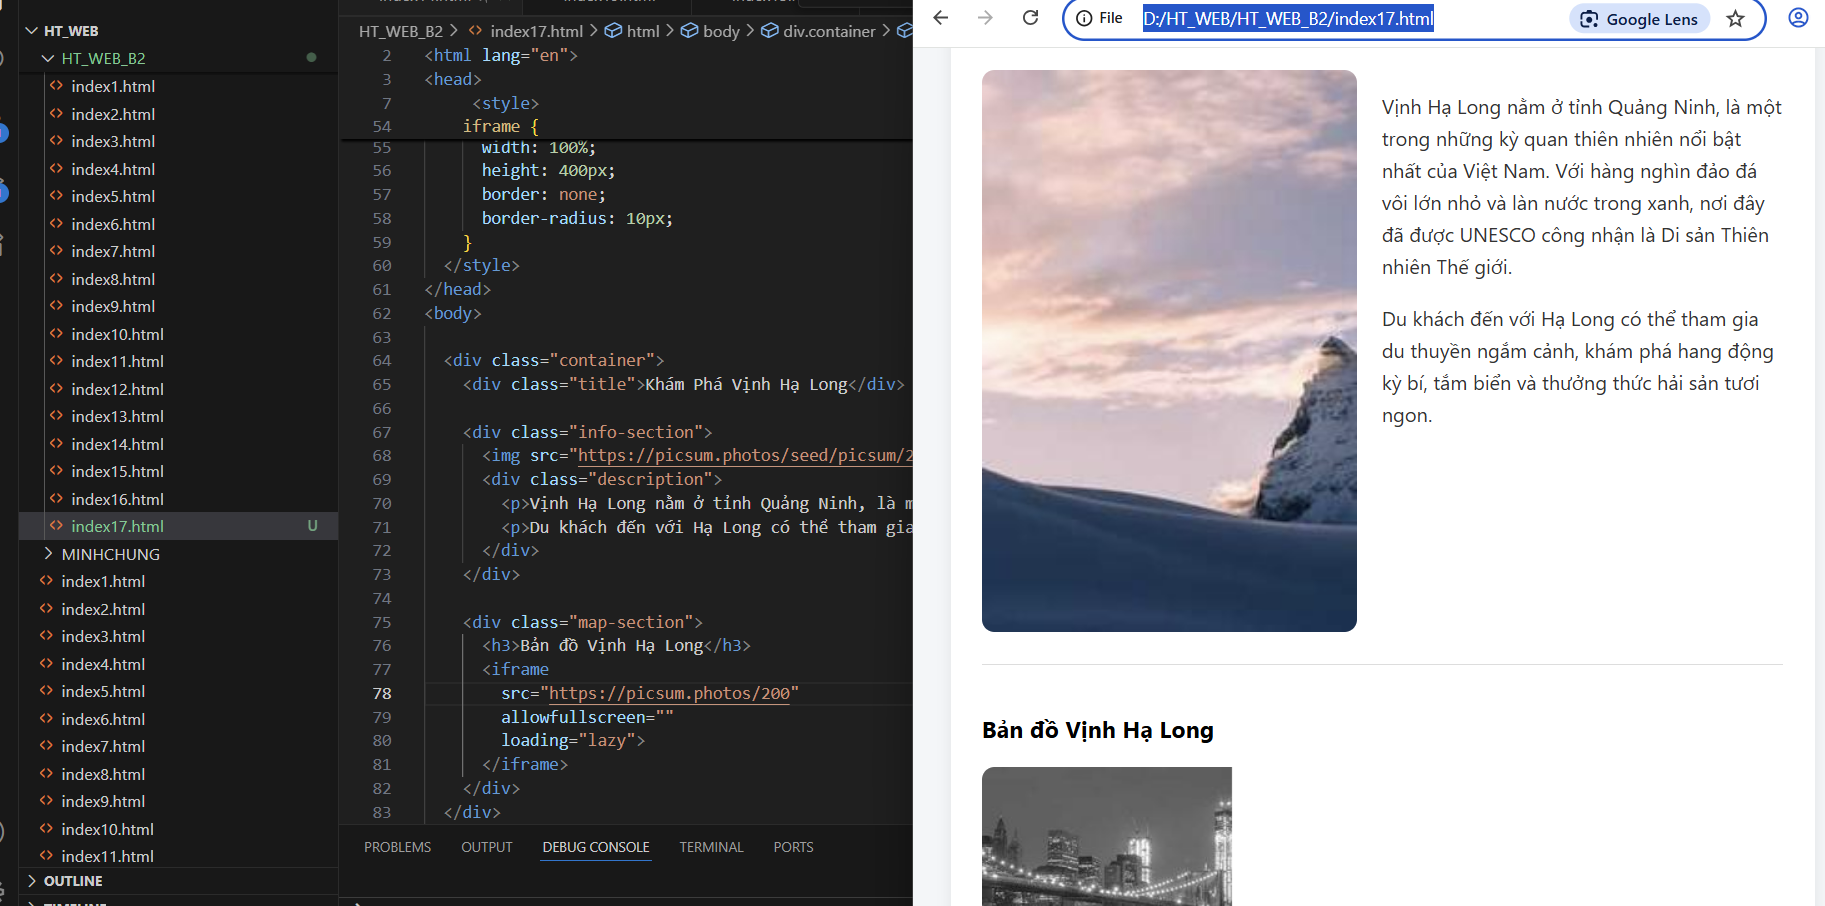 HT_WEB
HT_WEB_B2
index1.html
index2.html
index3.html
index4.html
index5.html
index6.html
index7.html
index8.html
index9.html
index10.html
index11.html
index12.html
index13.html
index14.html
index15.html
index16.html
index17.html U
MINHCHUNG
index1.html
index2.html
index3.html
index4.html
index5.html
index6.html
index7.html
index8.html
index9.html
index10.html
index11.html
OUTLINE
HT_WEB_B2 > index17.html > html > body > div.container >
2 <html lang="en">
3 <head>
7 <style>
54 iframe {
55 width: 100%;
56 height: 400px;
57 border: none;
58 border-radius: 10px;
59 }
60 </style>
61 </head>
62 <body>
63
64 <div class="container">
65 <div class="title">Khám Phá Vịnh Hạ Long</div>
66
67 <div class="info-section">
68 <img src="https://picsum.photos/seed/picsum/2
69 <div class="description">
70 <p>Vịnh Hạ Long nằm ở tỉnh Quảng Ninh, là m
71 <p>Du khách đến với Hạ Long có thể tham gia
72 </div>
73 </div>
74
75 <div class="map-section">
76 <h3>Bản đồ Vịnh Hạ Long</h3>
77 <iframe
78 src="https://picsum.photos/200"
79 allowfullscreen=""
80 loading="lazy">
81 </iframe>
82 </div>
83 </div>
PROBLEMS OUTPUT DEBUG CONSOLE TERMINAL PORTS
File D:/HT_WEB/HT_WEB_B2/index17.html Google Lens
Vịnh Hạ Long nằm ở tỉnh Quảng Ninh, là một
trong những kỳ quan thiên nhiên nổi bật
nhất của Việt Nam. Với hàng nghìn đảo đá
vôi lớn nhỏ và làn nước trong xanh, nơi đây
đã được UNESCO công nhận là Di sản Thiên
nhiên Thế giới.
Du khách đến với Hạ Long có thể tham gia
du thuyền ngắm cảnh, khám phá hang động
kỳ bí, tắm biển và thưởng thức hải sản tươi
ngon.
Bản đồ Vịnh Hạ Long